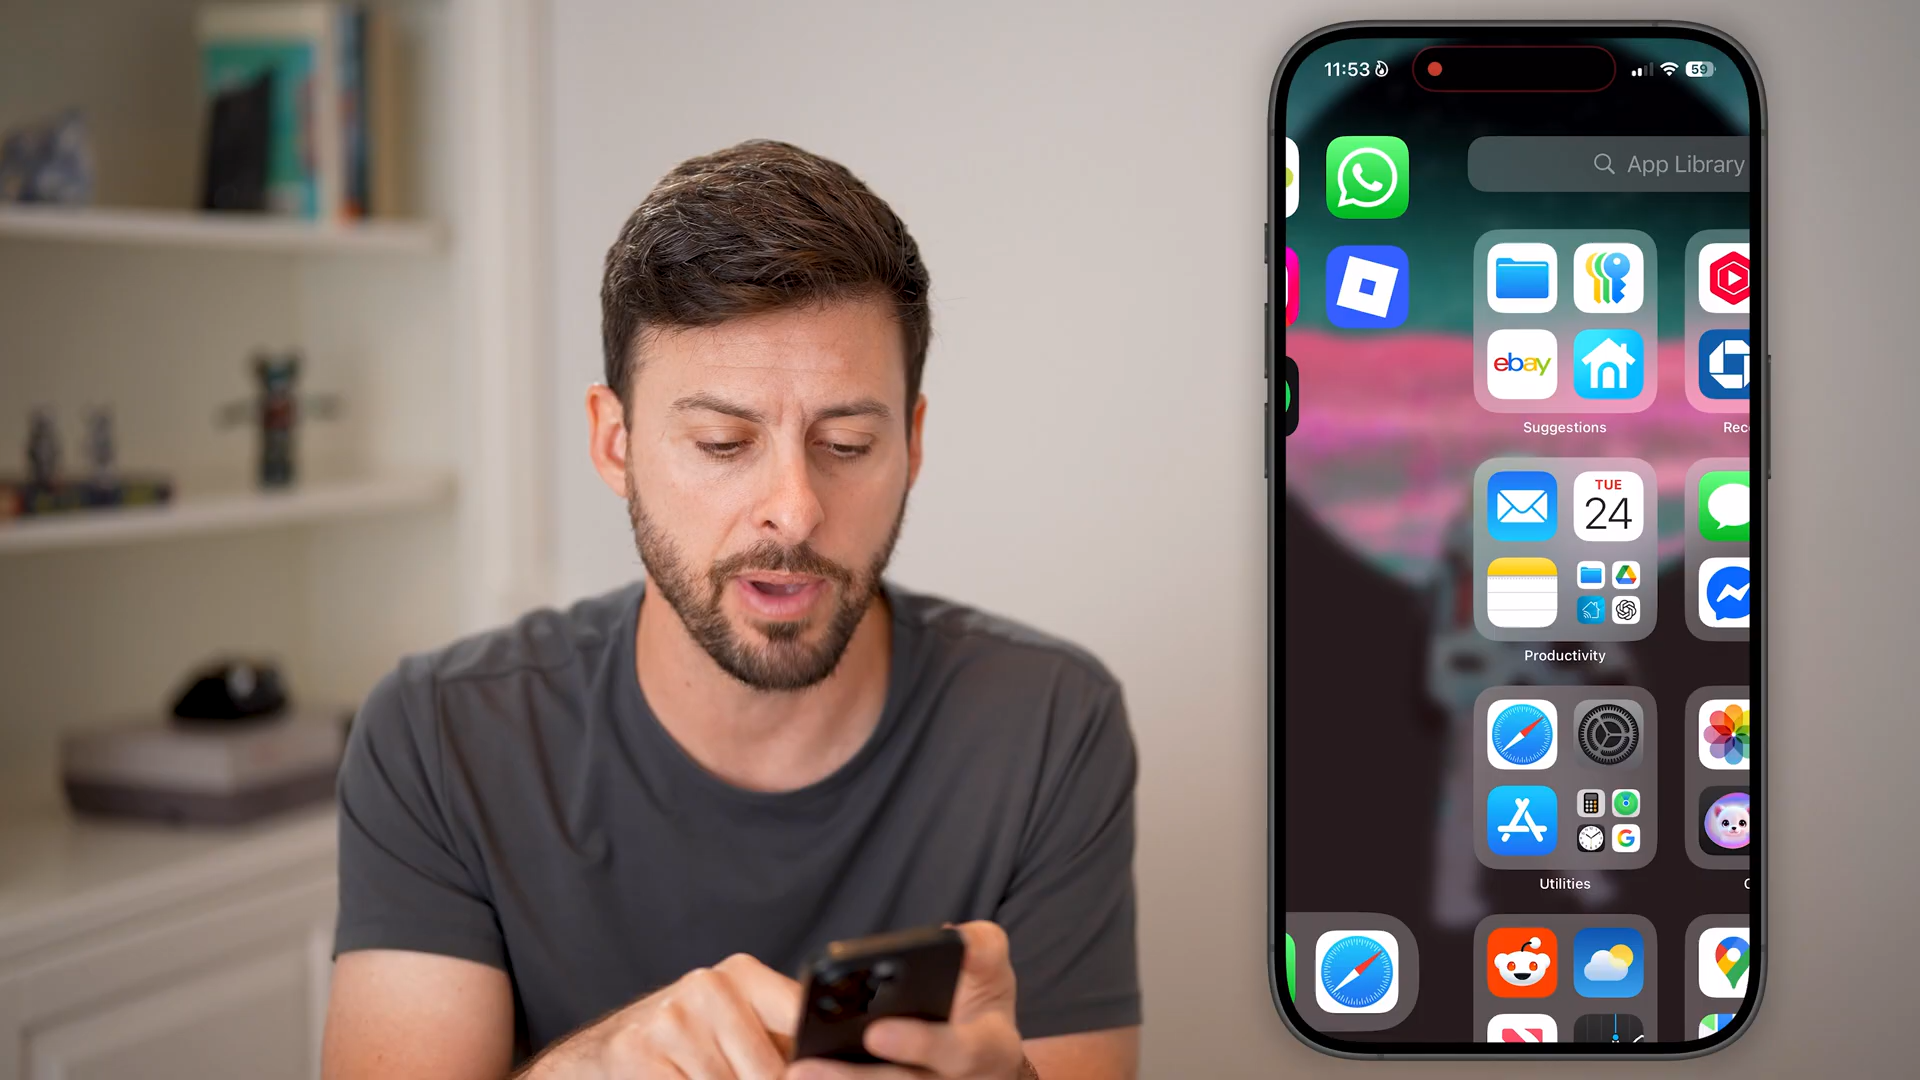 11:53
59
App Library
ebay
Suggestions
Rec
TUE
24
Productivity
Utilities
C